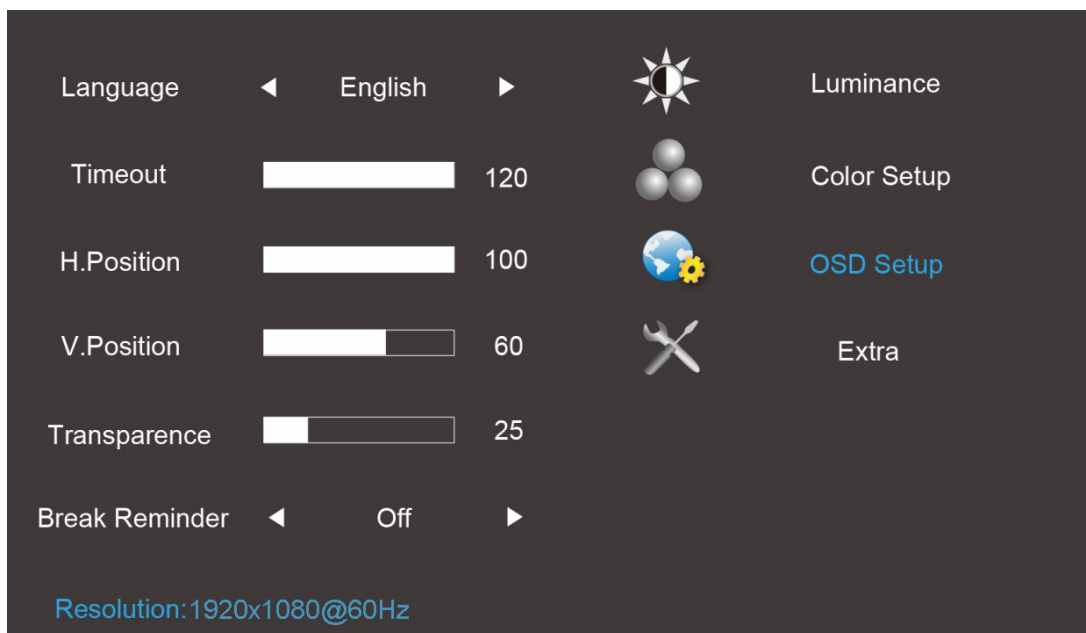 Language English
Timeout 120
H.Position 100
V.Position 60
Transparence 25
Break Reminder Off
Resolution:1920x1080@60Hz
Luminance
Color Setup
OSD Setup
Extra